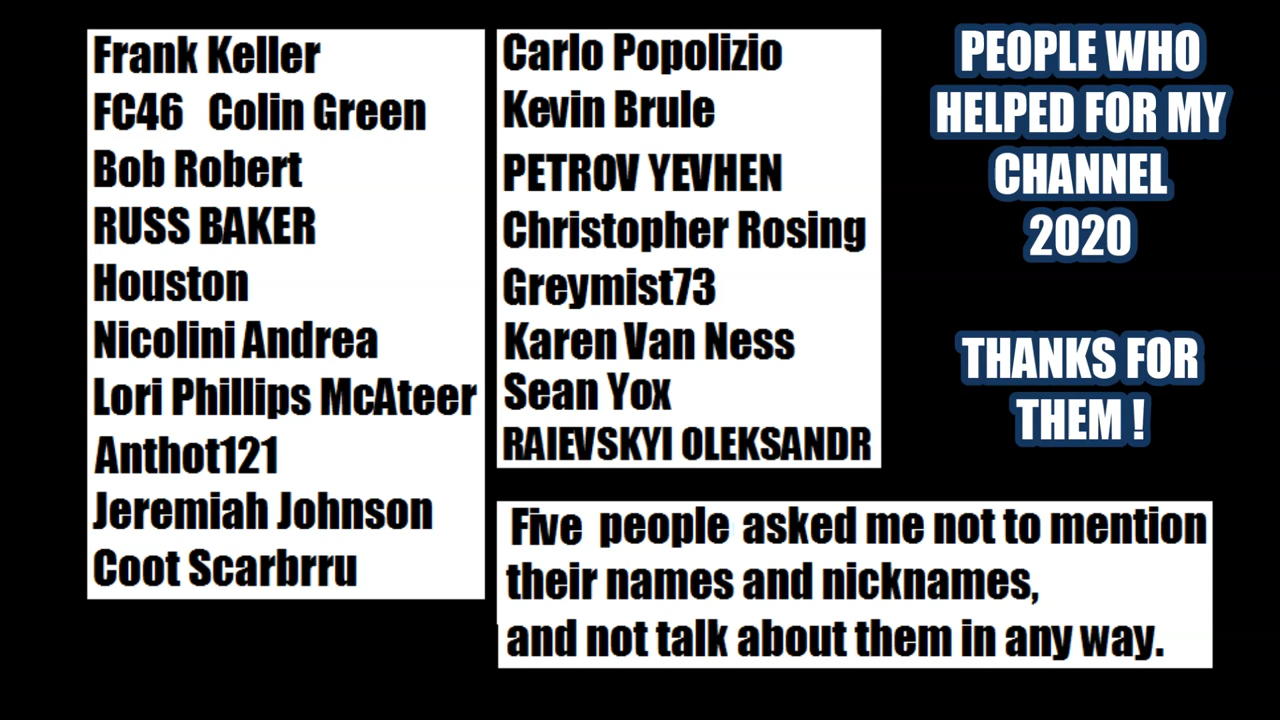 Frank Keller
FC46 Colin Green
Bob Robert
RUSS BAKER
Houston
Nicolini Andrea
Lori Phillips McAteer
Anthot121
Jeremiah Johnson
Coot Scarbrru
Carlo Popolizio
Kevin Brule
PETROV YEVHEN
Christopher Rosing
Greymist73
Karen Van Ness
Sean Yox
RAIEVSKYI OLEKSANDR
Five people asked me not to mention
their names and nicknames,
and not talk about them in any way.
PEOPLE WHO
HELPED FOR MY
CHANNEL
2020
THANKS FOR
THEM !